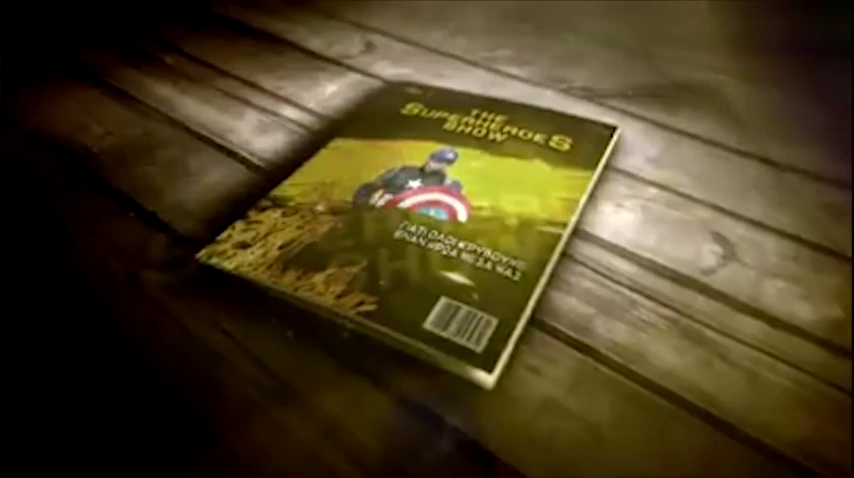 THE
SUPERHEROES
SHOW
ΓΙΑΤΙ ΟΛΟΙ ΚΡΥΒΟΥΜΕ
ΕΝΑΝ ΗΡΩΑ ΜΕΣΑ ΜΑΣ